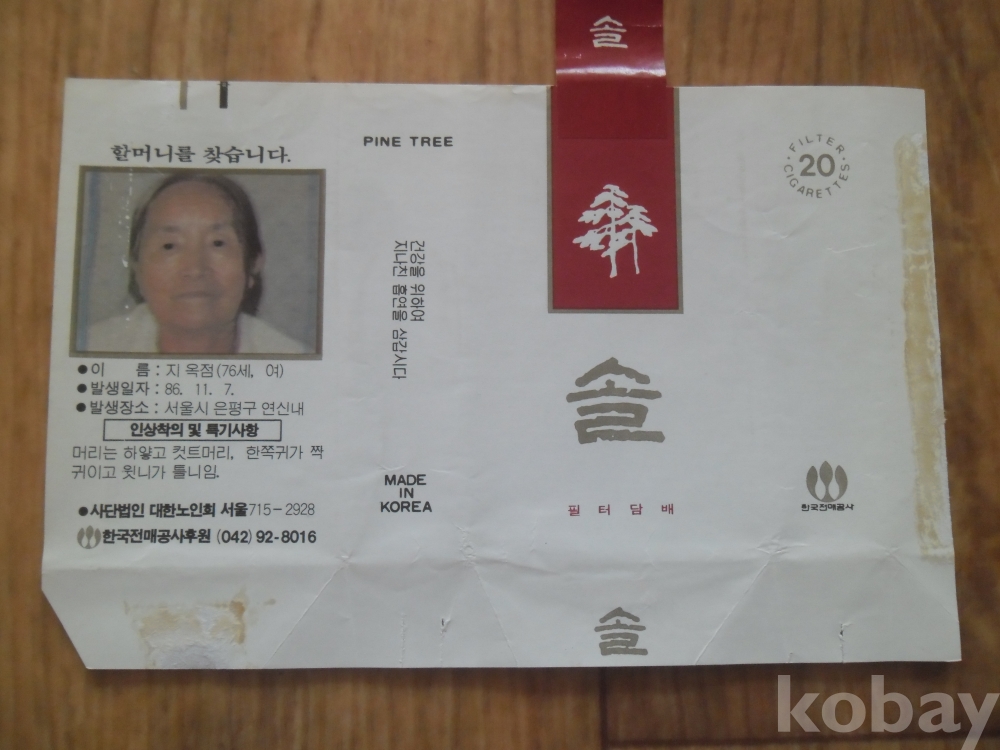 솔
할머니를 찾습니다.
●이 름 : 지 옥점(76세, 여)
●발생일자 : 86. 11. 7.
●발생장소 : 서울시 은평구 연신내
인상착의 및 특기사항
머리는 하얗고 컷트머리, 한쪽귀가 짝
귀이고 윗니가 틀니임.
●사단법인 대한노인회 서울715-2928
한국전매공사후원 (042) 92-8016
PINE TREE
건강을 위하여
지나친 흡연을 삼갑시다
MADE
IN
KOREA
솔
필터담배
솔
FILTER
20
CIGARETTES
한국전매공사
kobay